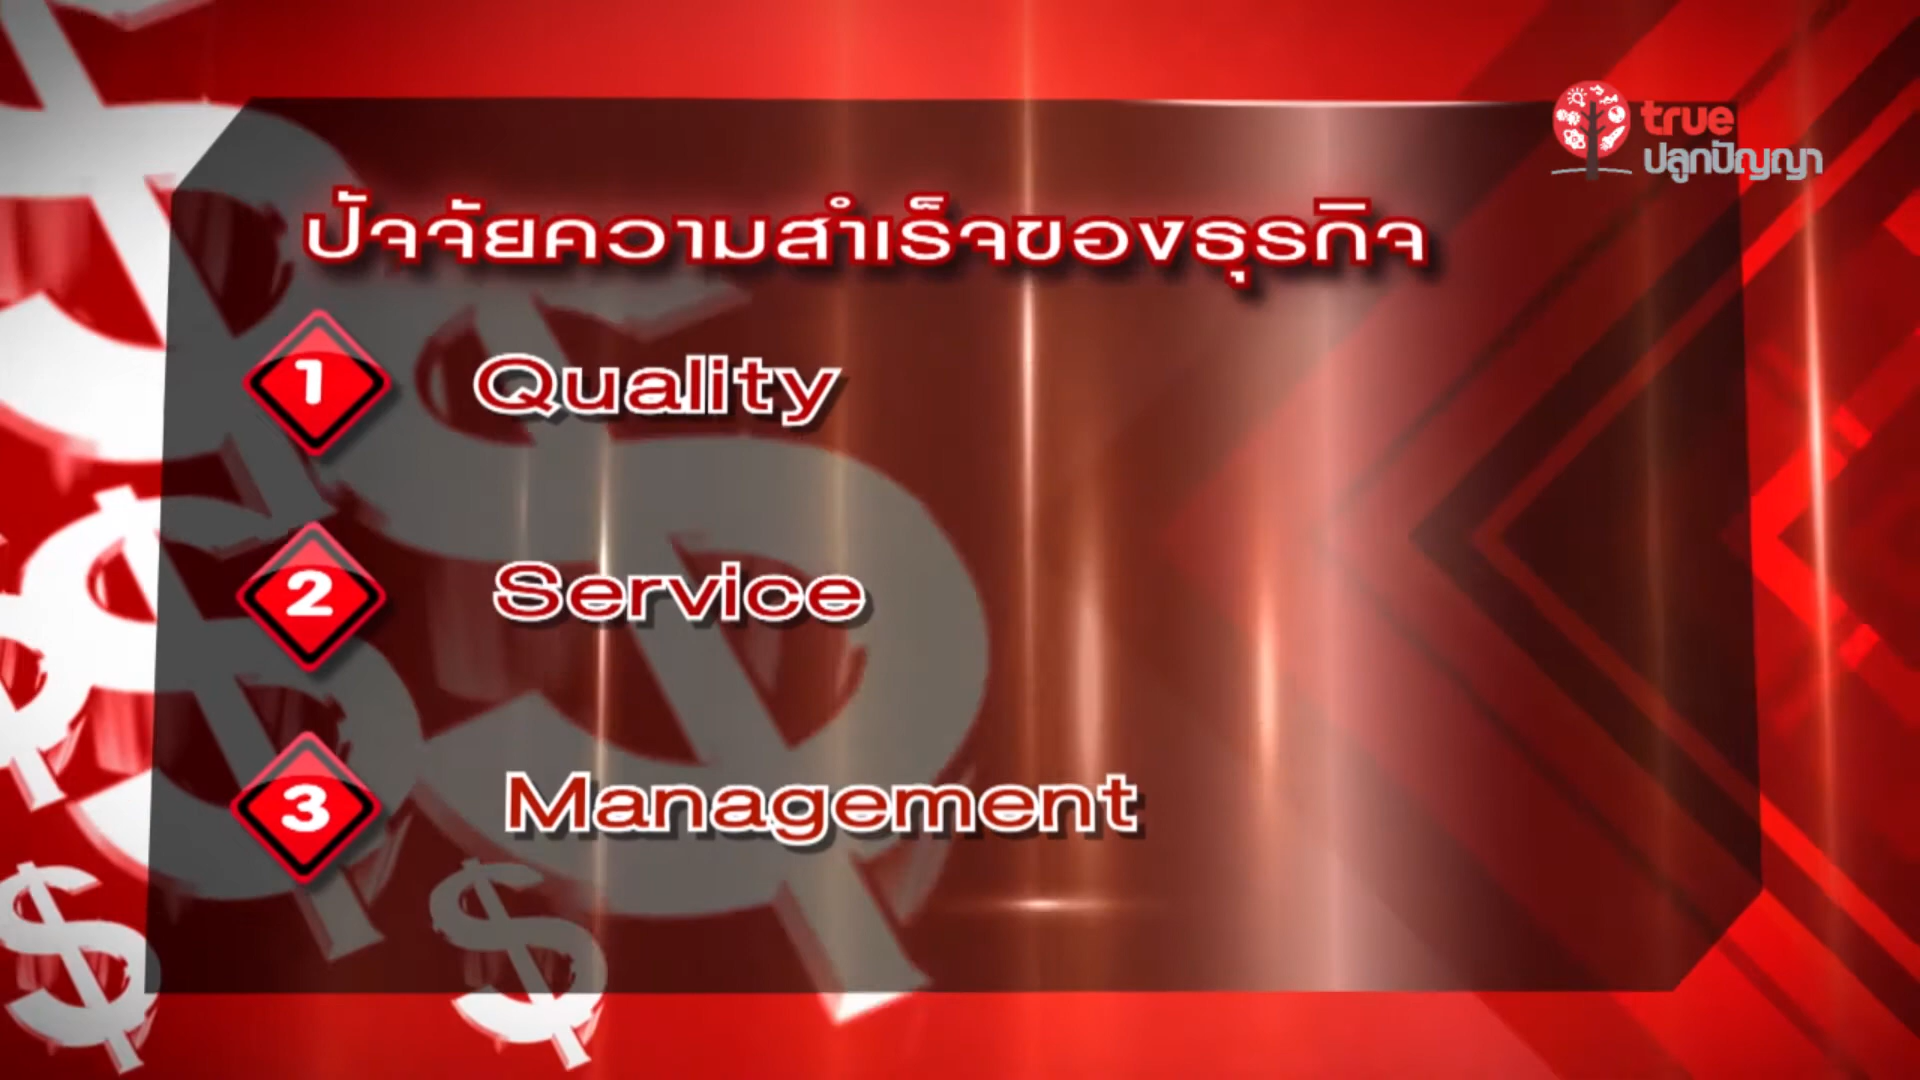 true
ปลูกปัญญา
ปัจจัยความสำเร็จของธุรกิจ
1 Quality
2 Service
3 Management